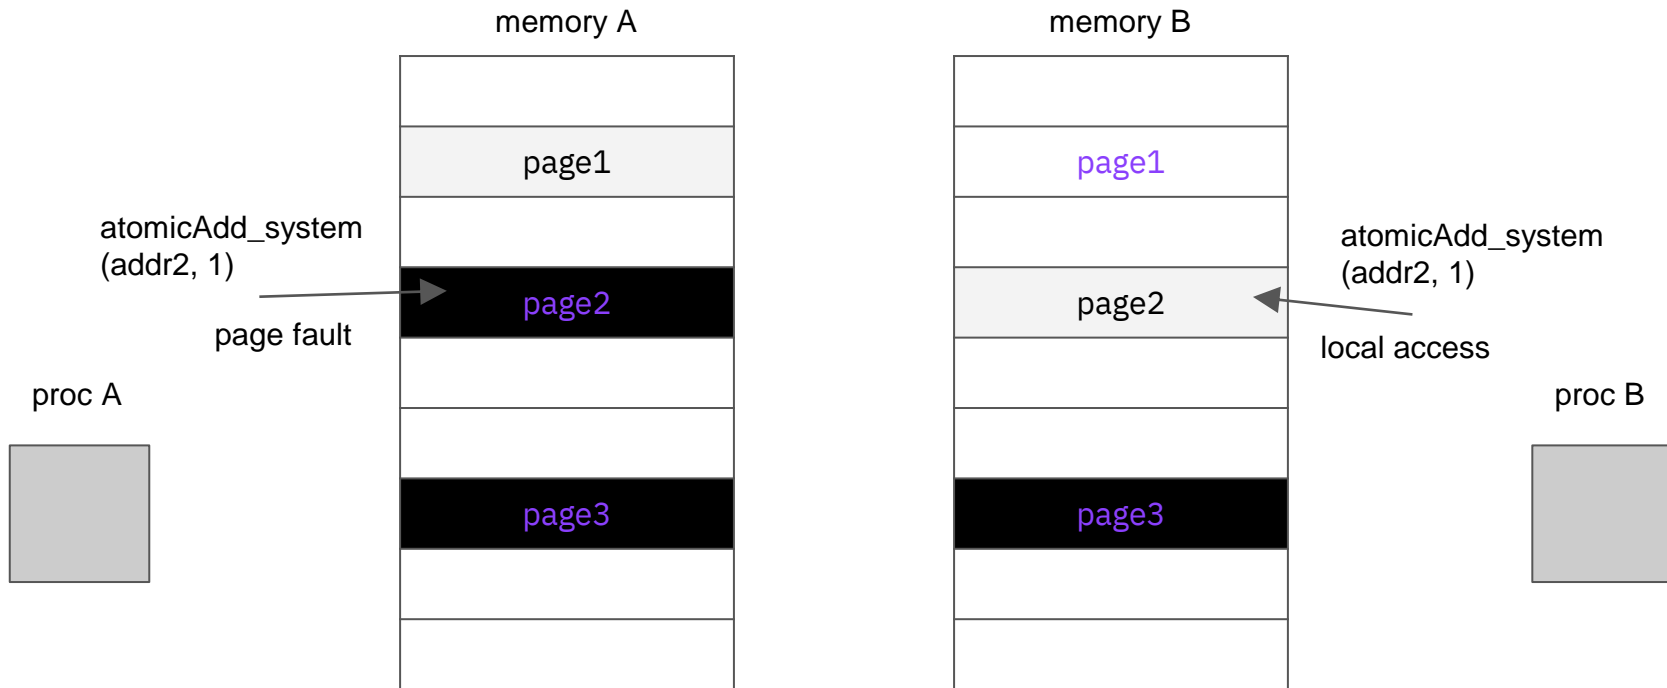 memory A
memory B
page1
page1
atomicAdd_system
(addr2, 1)
atomicAdd_system
(addr2, 1)
page2
page2
page fault
local access
proc A
proc B
page3
page3